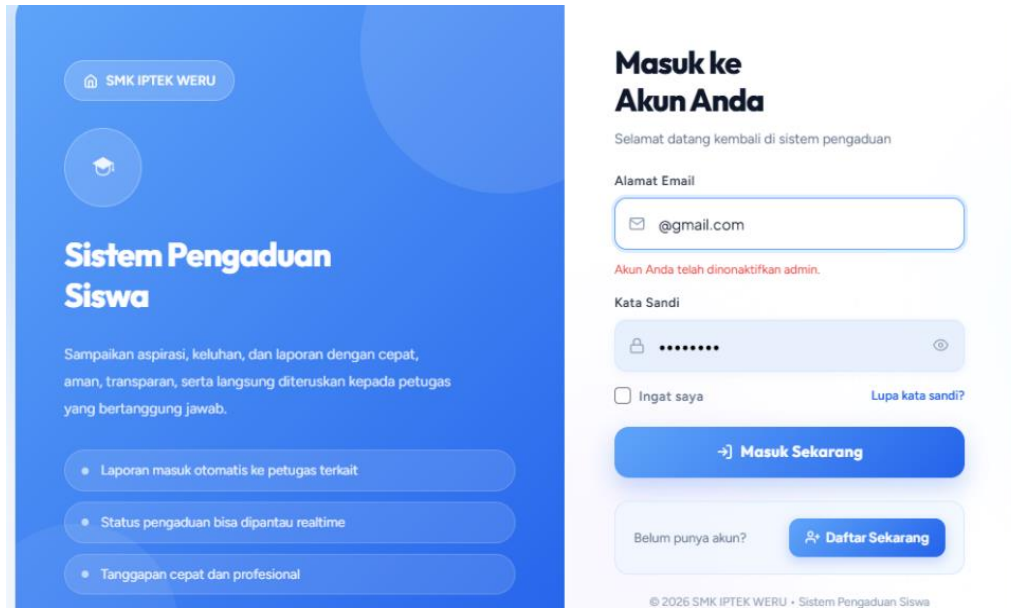 SMK IPTEK WERU
Sistem Pengaduan
Siswa
Sampaikan aspirasi, keluhan, dan laporan dengan cepat,
aman, transparan, serta langsung diteruskan kepada petugas
yang bertanggung jawab.
Laporan masuk otomatis ke petugas terkait
Status pengaduan bisa dipantau realtime
Tanggapan cepat dan profesional
Masuk ke
Akun Anda
Selamat datang kembali di sistem pengaduan
Alamat Email
@gmail.com
Akun Anda telah dinonaktifkan admin.
Kata Sandi
••••••••
Ingat saya
Lupa kata sandi?
Masuk Sekarang
Belum punya akun?
Daftar Sekarang
© 2026 SMK IPTEK WERU • Sistem Pengaduan Siswa